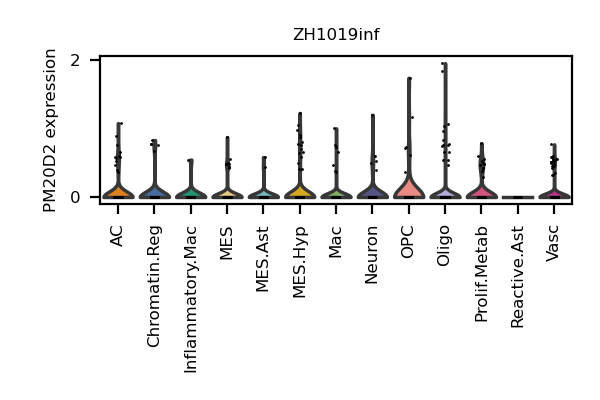 ZH1019inf
PM20D2 expression
2
0
AC
Chromatin.Reg
Inflammatory.Mac
MES
MES.Ast
MES.Hyp
Mac
Neuron
OPC
Oligo
Prolif.Metab
Reactive.Ast
Vasc